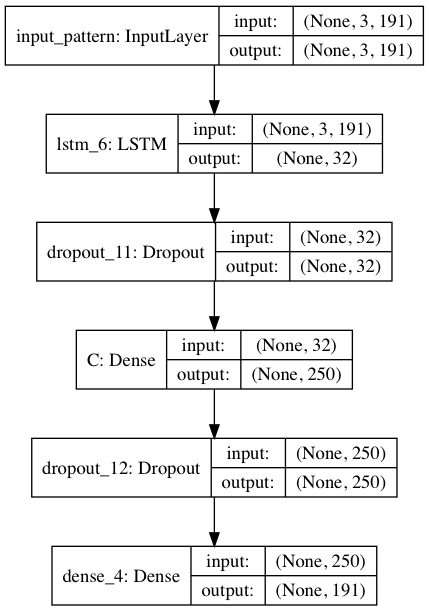 input_pattern: InputLayer
input: (None, 3, 191)
output: (None, 3, 191)
lstm_6: LSTM
input: (None, 3, 191)
output: (None, 32)
dropout_11: Dropout
input: (None, 32)
output: (None, 32)
C: Dense
input: (None, 32)
output: (None, 250)
dropout_12: Dropout
input: (None, 250)
output: (None, 250)
dense_4: Dense
input: (None, 250)
output: (None, 191)